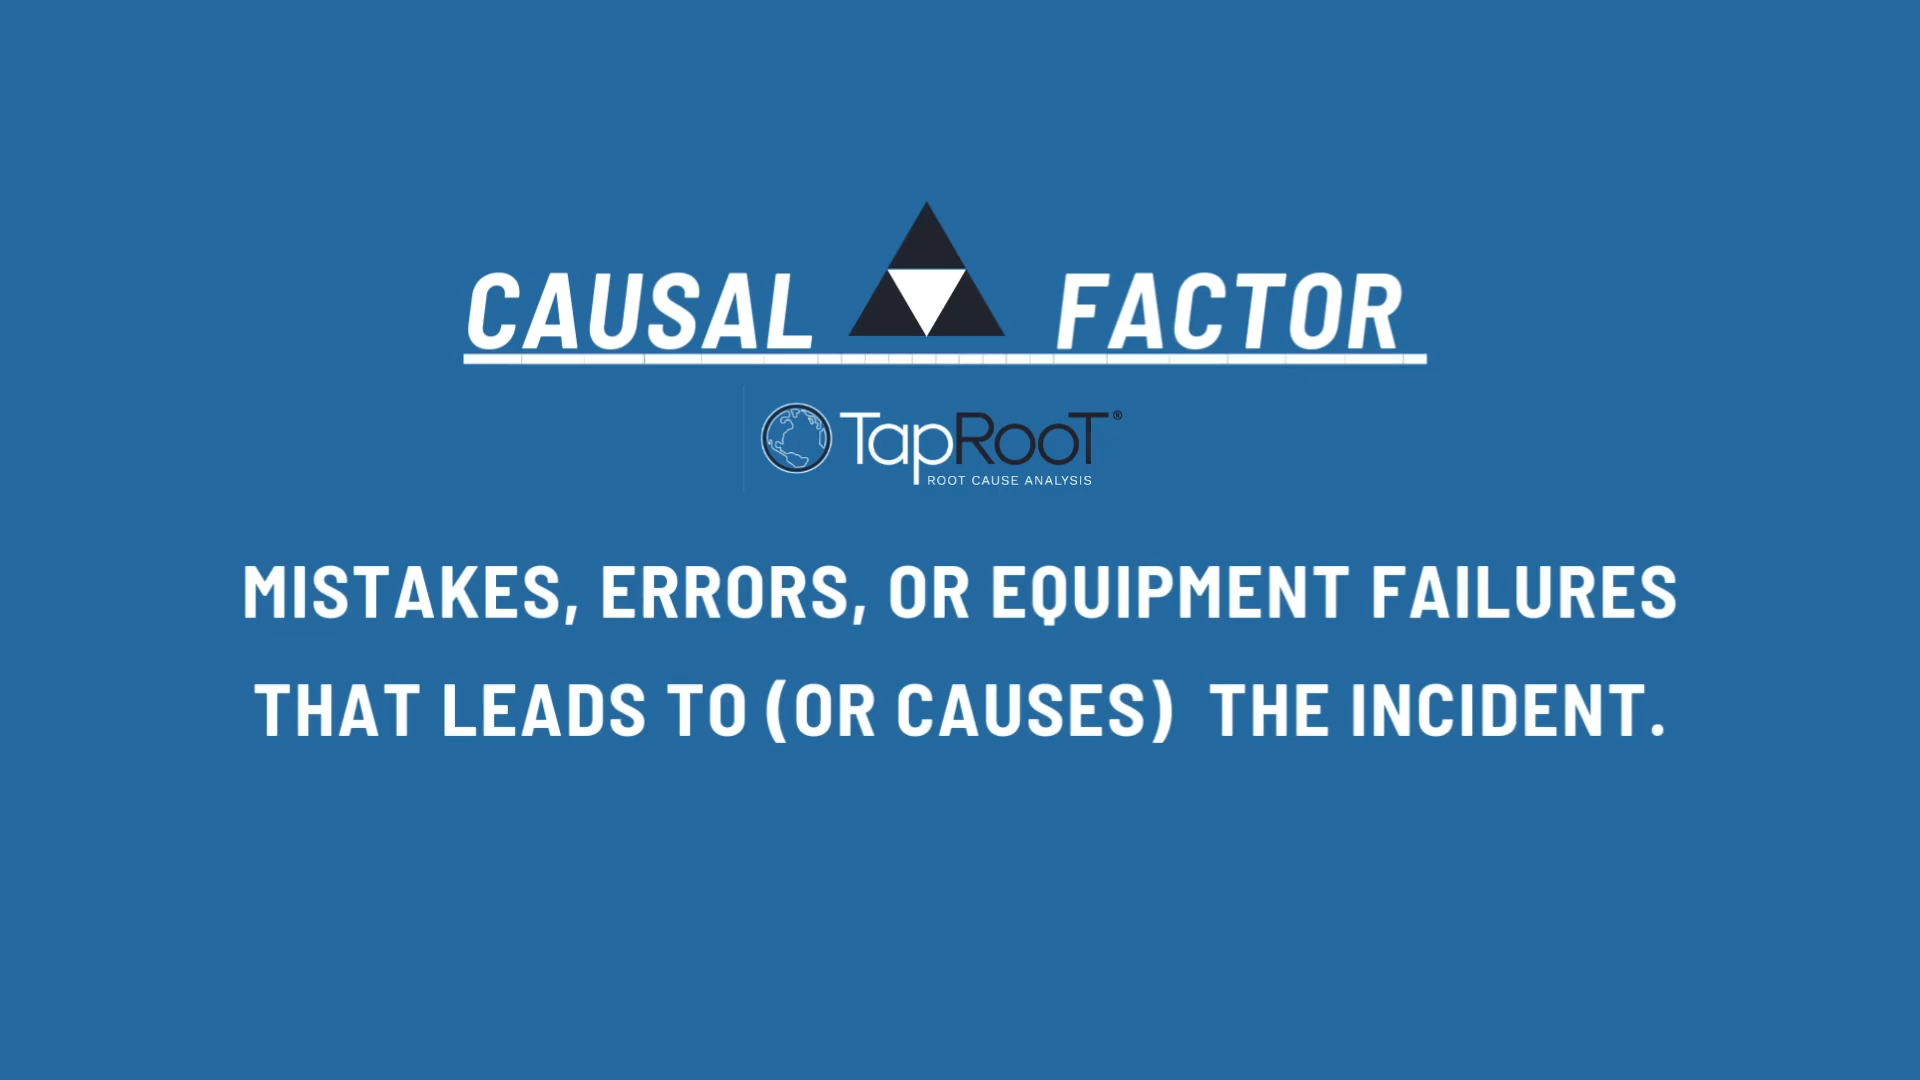 CAUSAL FACTOR
TapRooT®
ROOT CAUSE ANALYSIS
MISTAKES, ERRORS, OR EQUIPMENT FAILURES
THAT LEADS TO (OR CAUSES) THE INCIDENT.